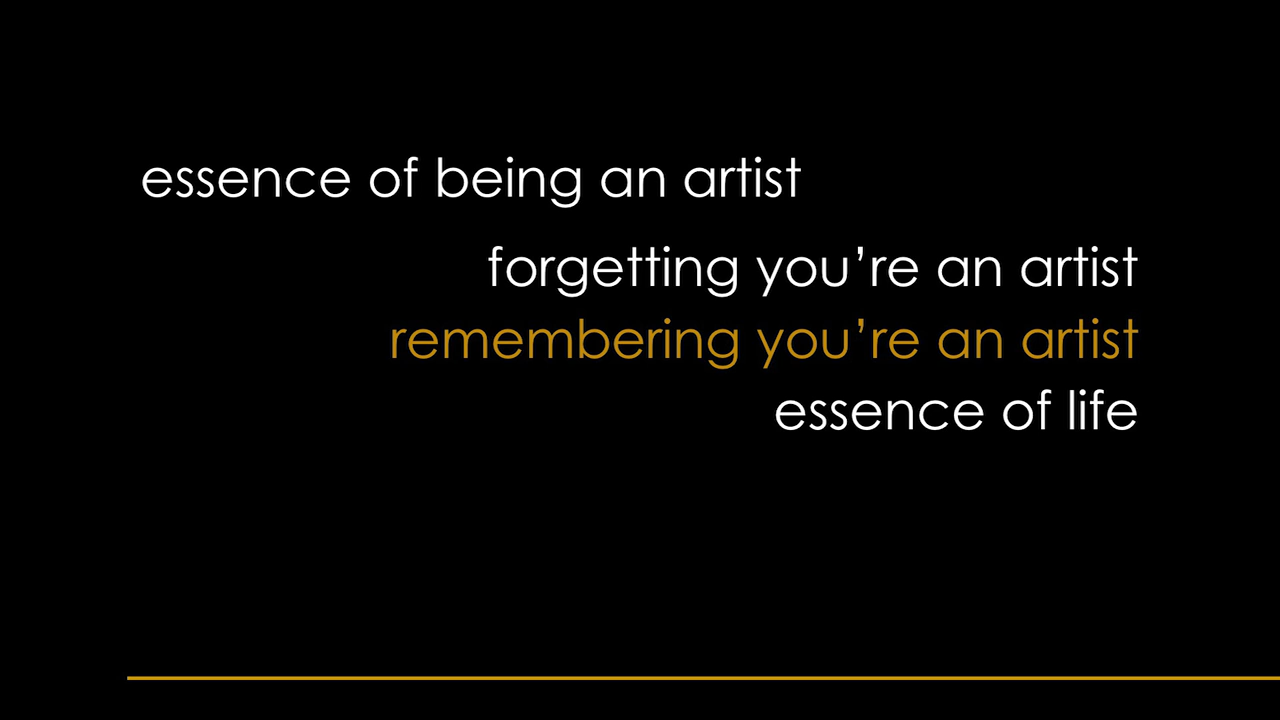 essence of being an artist
forgetting you’re an artist
remembering you’re an artist
essence of life